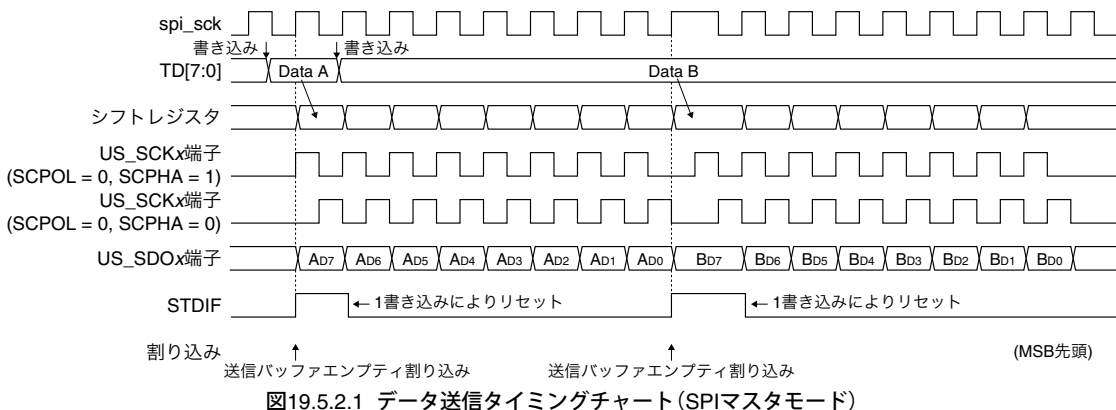 spi_sck
書き込み 書き込み
TD[7:0] Data A Data B
シフトレジスタ
US_SCKx端子
(SCPOL = 0, SCPHA = 1)
US_SCKx端子
(SCPOL = 0, SCPHA = 0)
US_SDOx端子 AD7 AD6 AD5 AD4 AD3 AD2 AD1 AD0 BD7 BD6 BD5 BD4 BD3 BD2 BD1 BD0
STDIF ← 1書き込みによりリセット ← 1書き込みによりリセット
割り込み (MSB先頭)
送信バッファエンプティ割り込み 送信バッファエンプティ割り込み
図19.5.2.1 データ送信タイミングチャート(SPIマスタモード)